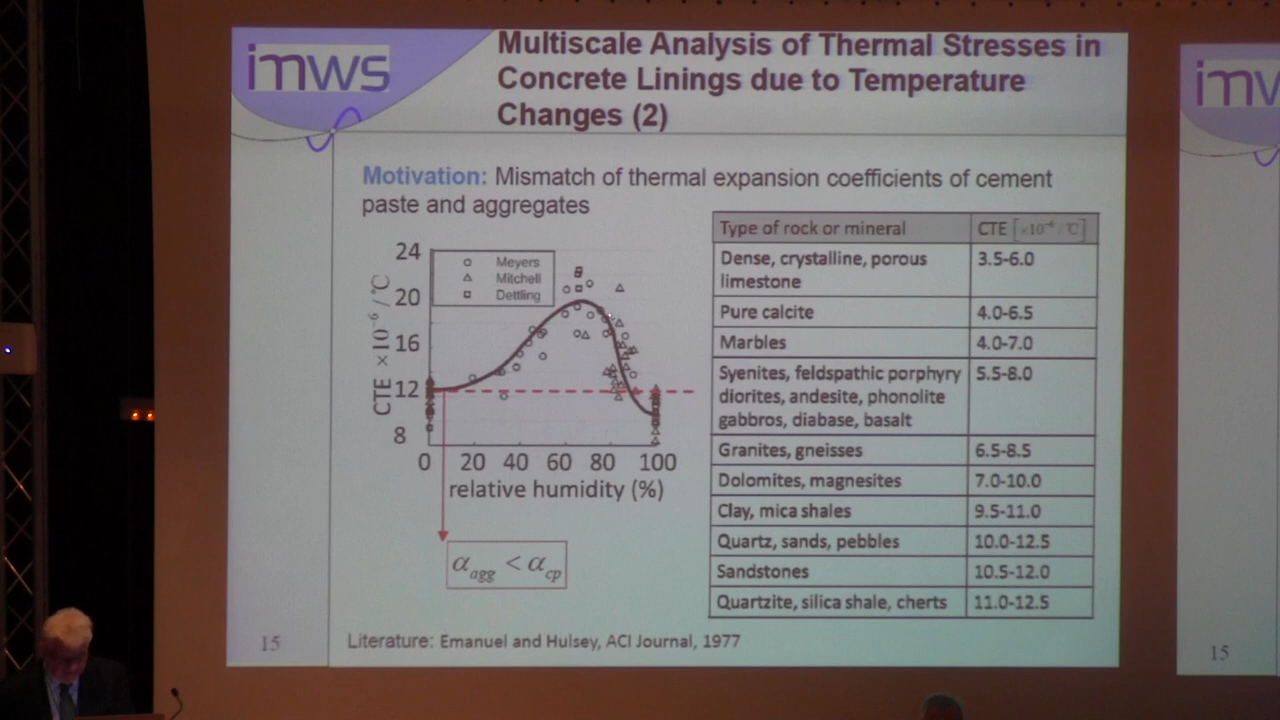 imws
Multiscale Analysis of Thermal Stresses in
Concrete Linings due to Temperature
Changes (2)
Motivation: Mismatch of thermal expansion coefficients of cement
paste and aggregates
CTE ×10⁻⁶ / °C
24
20
16
12
8
Meyers
Mitchell
Dettling
0 20 40 60 80 100
relative humidity (%)
α agg < α cp
Type of rock or mineral CTE [×10⁻⁶ / °C]
Dense, crystalline, porous 3.5-6.0
limestone
Pure calcite 4.0-6.5
Marbles 4.0-7.0
Syenites, feldspathic porphyry 5.5-8.0
diorites, andesite, phonolite
gabbros, diabase, basalt
Granites, gneisses 6.5-8.5
Dolomites, magnesites 7.0-10.0
Clay, mica shales 9.5-11.0
Quartz, sands, pebbles 10.0-12.5
Sandstones 10.5-12.0
Quartzite, silica shale, cherts 11.0-12.5
15
Literature: Emanuel and Hulsey, ACI Journal, 1977
15